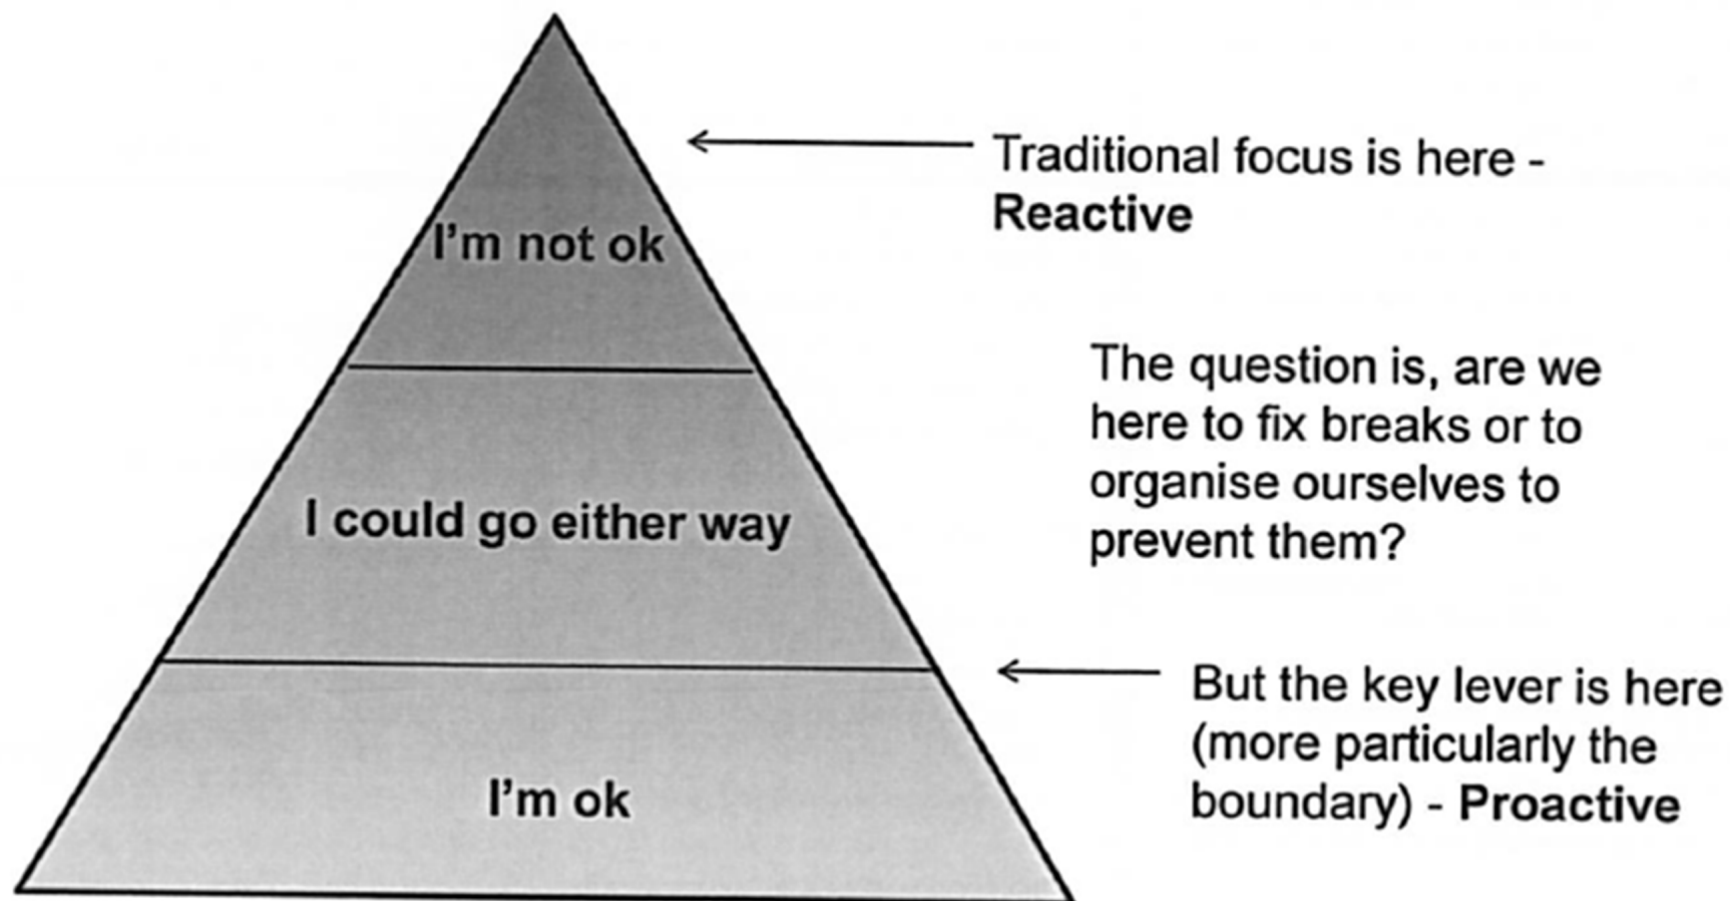 Traditional focus is here -
Reactive
I'm not ok
The question is, are we
here to fix breaks or to
organise ourselves to
prevent them?
I could go either way
But the key lever is here
(more particularly the
boundary) - Proactive
I'm ok